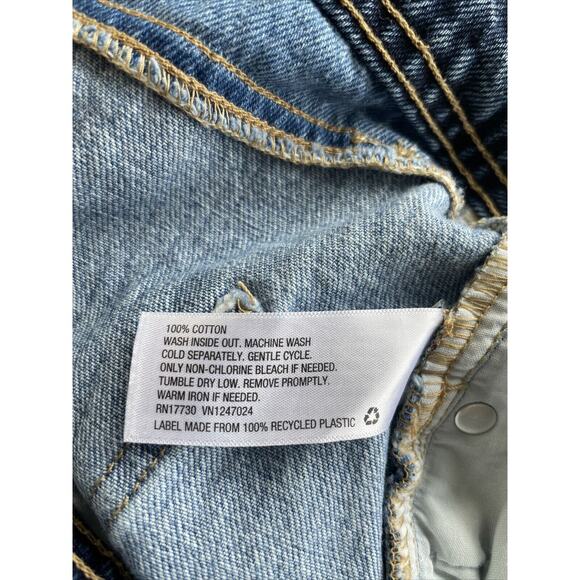 100% COTTON
WASH INSIDE OUT. MACHINE WASH
COLD SEPARATELY. GENTLE CYCLE.
ONLY NON-CHLORINE BLEACH IF NEEDED.
TUMBLE DRY LOW. REMOVE PROMPTLY.
WARM IRON IF NEEDED.
RN17730 VN1247024
LABEL MADE FROM 100% RECYCLED PLASTIC